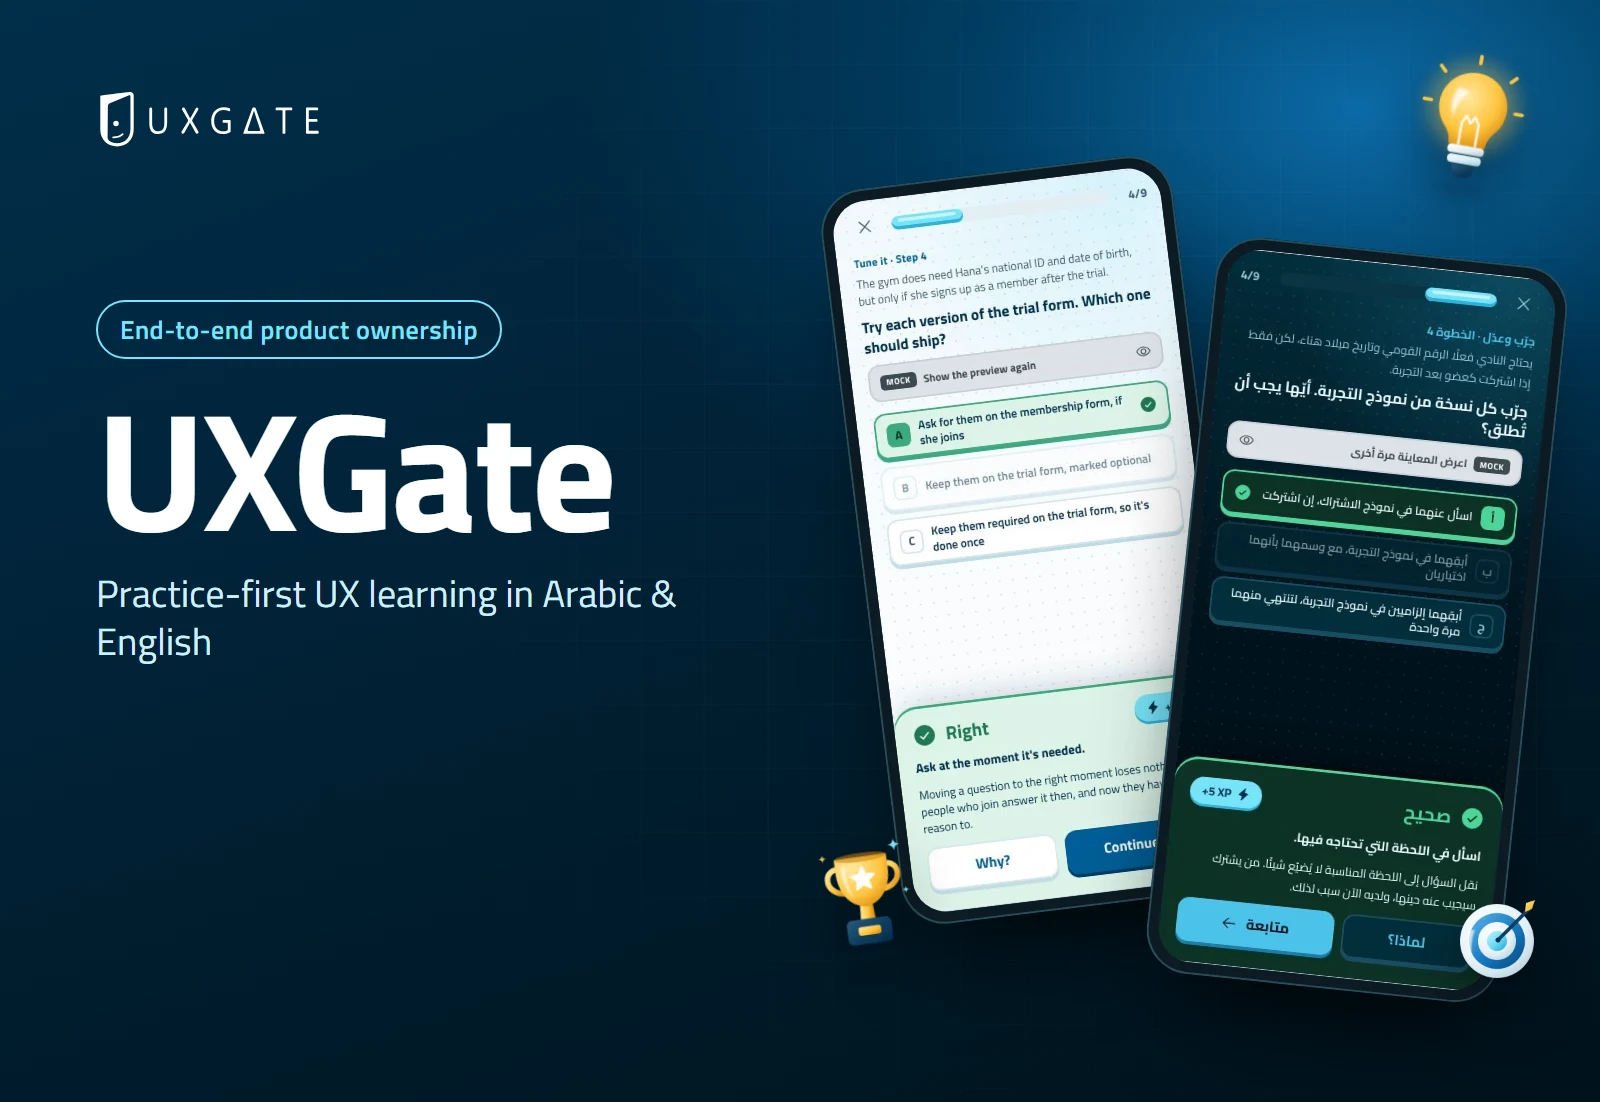 UXGATE
End-to-end product ownership
UXGate
Practice-first UX learning in Arabic &
English
4/9
Tune it · Step 4
The gym does need Hana's national ID and date of birth,
but only if she signs up as a member after the trial.
Try each version of the trial form. Which one
should ship?
MOCK Show the preview again
A Ask for them on the membership form, if
she joins
B Keep them on the trial form, marked optional
C Keep them required on the trial form, so it's
done once
Right
Ask at the moment it's needed.
Moving a question to the right moment loses
people who join answer it then, and now they
reason to.
Why?
4/9
جرّب وعدّل · الخطوة 4
يحتاج النادي فعلًا الرقم القومي وتاريخ ميلاد هناء، لكن فقط
إذا اشتركت كعضو بعد التجربة.
جرّب كل نسخة من نموذج التجربة. أيّها يجب أن
تُطلق؟
MOCK اعرض المعاينة مرة أخرى
أ اسأل عنهما في نموذج الاشتراك، إن اشتركت
ب أبقِهما في نموذج التجربة، مع وسمهما بأنهما
اختياريان
ج أبقِهما إلزاميين في نموذج التجربة، لتنتهي منهما
مرة واحدة
صحيح
+5 XP
اسأل في اللحظة التي تحتاجه فيها.
نقل السؤال إلى اللحظة المناسبة لا يُضيّع شيئًا. من يشترك
سيجيب عنه حينها، ولديه الآن سبب لذلك.
لماذا؟
متابعة